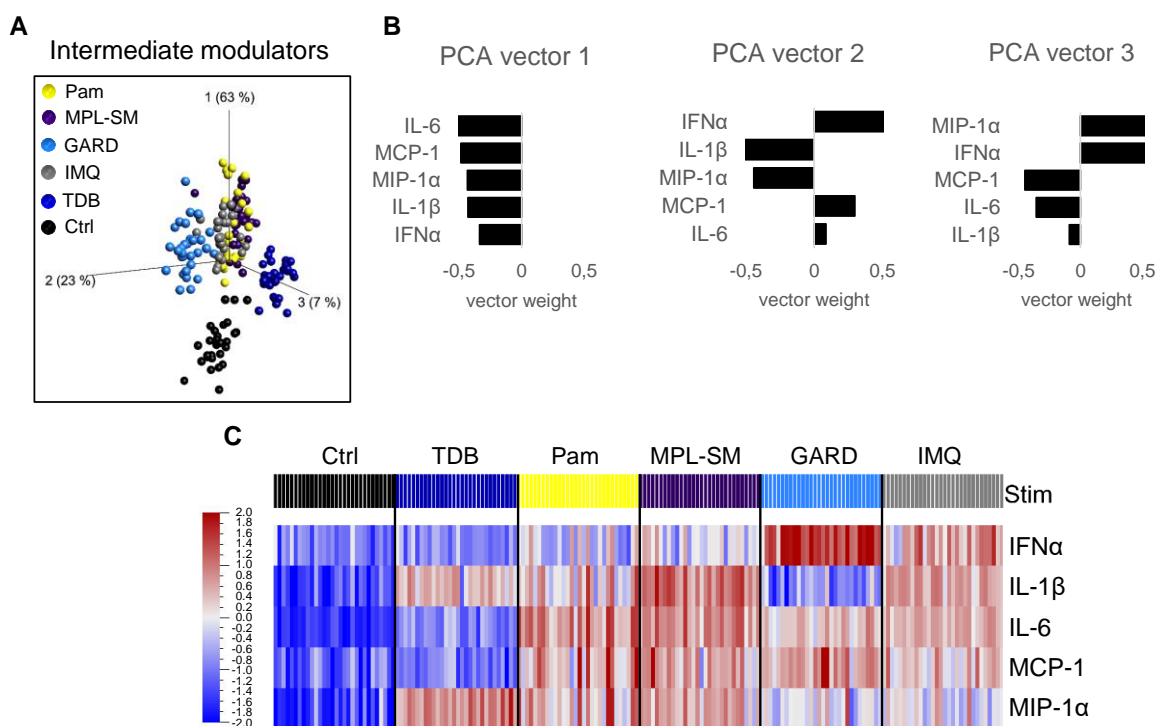 A
Intermediate modulators
Pam
MPL-SM
GARD
IMQ
TDB
Ctrl
1 (63 %)
2 (23 %)
3 (7 %)
B
PCA vector 1
IL-6
MCP-1
MIP-1α
IL-1β
IFNα
-0,5 0 0,5
vector weight
PCA vector 2
IFNα
IL-1β
MIP-1α
MCP-1
IL-6
-0,5 0 0,5
vector weight
PCA vector 3
MIP-1α
IFNα
MCP-1
IL-6
IL-1β
-0,5 0 0,5
vector weight
C
Ctrl TDB Pam MPL-SM GARD IMQ
Stim
2.0
1.8
1.6
1.4
1.2
1.0
0.8
0.6
0.4
0.2
0.0
-0.2
-0.4
-0.6
-0.8
-1.0
-1.2
-1.4
-1.6
-1.8
-2.0
IFNα
IL-1β
IL-6
MCP-1
MIP-1α